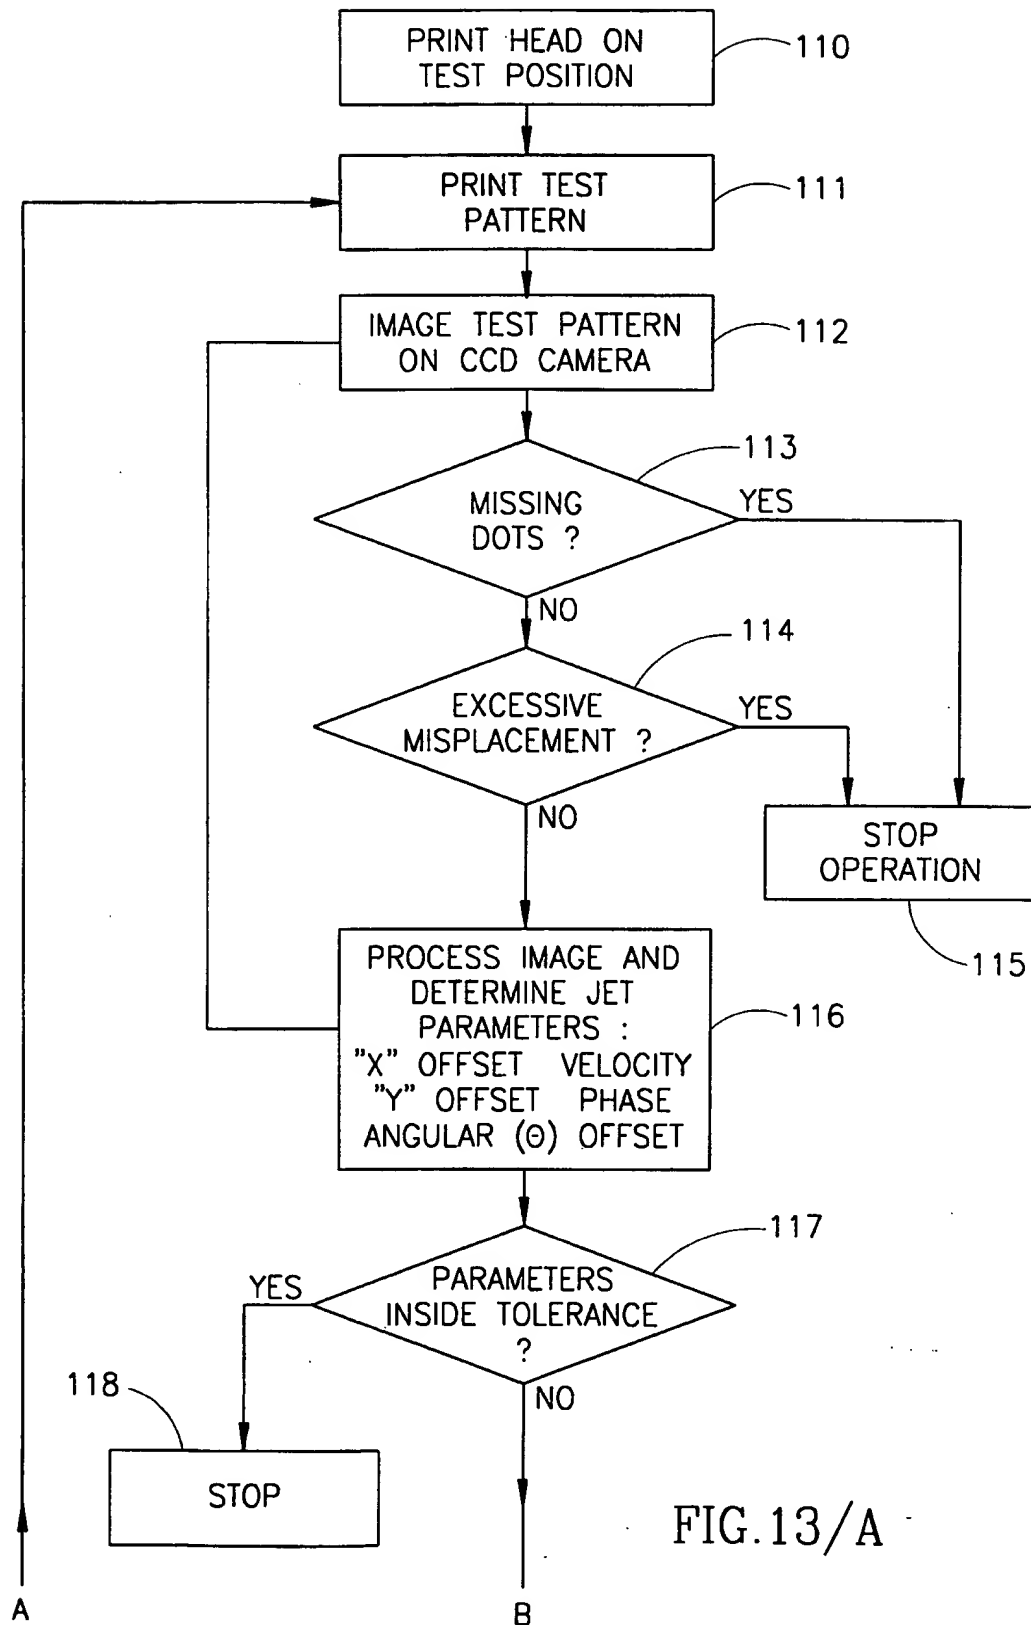 PRINT HEAD ON
TEST POSITION
110
PRINT TEST
PATTERN
111
IMAGE TEST PATTERN
ON CCD CAMERA
112
113
MISSING
DOTS ?
YES
NO
114
EXCESSIVE
MISPLACEMENT ?
YES
NO
STOP
OPERATION
115
PROCESS IMAGE AND
DETERMINE JET
PARAMETERS :
"X" OFFSET VELOCITY
"Y" OFFSET PHASE
ANGULAR (Θ) OFFSET
116
117
PARAMETERS
INSIDE TOLERANCE
?
YES
NO
118
STOP
FIG.13/A
A
B